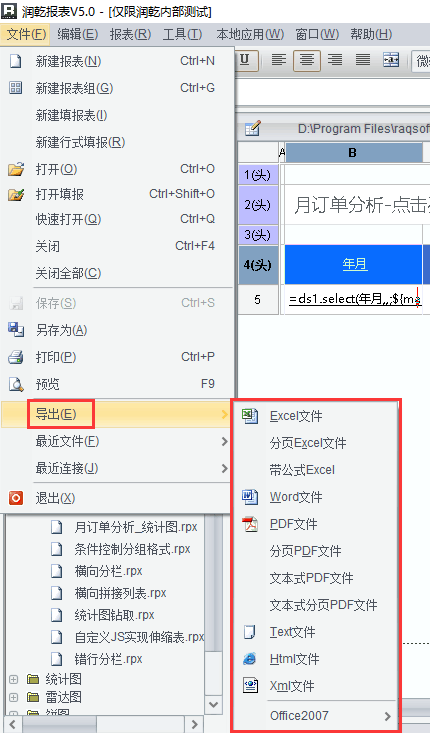 润乾报表V5.0 - [仅限润乾内部测试]
文件(F) 编辑(E) 报表(R) 工具(T) 本地应用(W) 窗口(W) 帮助(H)
新建报表(N) Ctrl+N
新建报表组(G) Ctrl+G
新建填报表(I)
新建行式填报(R)
打开(O) Ctrl+O
打开填报 Ctrl+Shift+O
快速打开(Q) Ctrl+Q
关闭 Ctrl+F4
关闭全部(C)
保存(S) Ctrl+S
另存为(A)
打印(P) Ctrl+P
预览 F9
导出(E)
最近文件(F)
最近连接(J)
退出(X)
U
微
D:\Program Files\raqsof
A B
1(头)
2(头) 月订单分析-点击
3(头)
4(头) 年月
5 =ds1.select(年月,,;${ma
Excel文件
分页Excel文件
带公式Excel
Word文件
PDF文件
分页PDF文件
文本式PDF文件
文本式分页PDF文件
Text文件
Html文件
Xml文件
Office2007
月订单分析_统计图.rpx
条件控制分组格式.rpx
横向分栏.rpx
横向拼接列表.rpx
统计图钻取.rpx
自定义JS实现伸缩表.rpx
错行分栏.rpx
统计图
雷达图